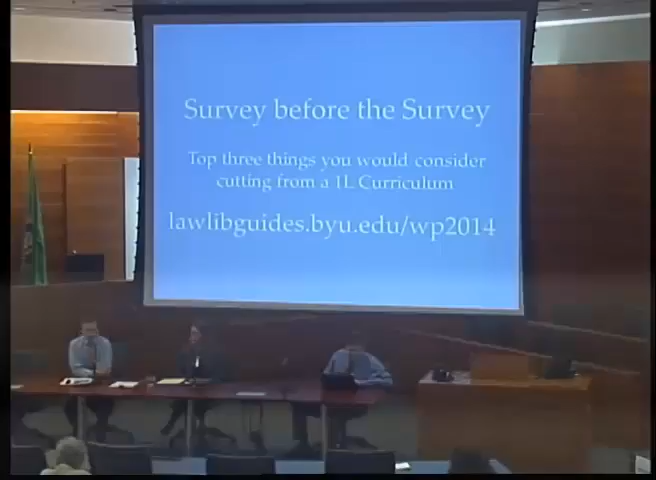 Survey before the Survey
Top three things you would consider
cutting from a 1L Curriculum
lawlibguides.byu.edu/wp2014